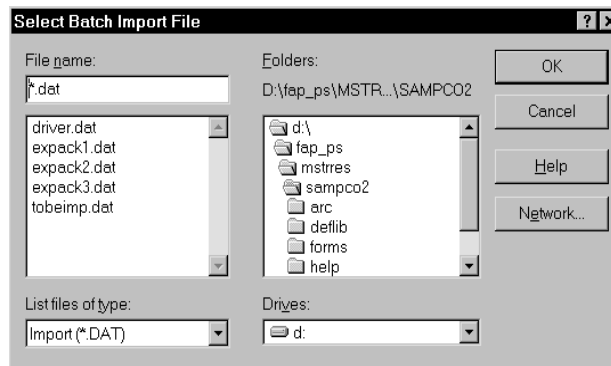 Select Batch Import File
File name:
*.dat
driver.dat
expack1.dat
expack2.dat
expack3.dat
tobeimp.dat
List files of type:
Import (*.DAT)
Folders:
D:\fap_ps\MSTR...\SAMPCO2
d:\
fap_ps
mstrres
sampco2
arc
deflib
forms
help
Drives:
d:
OK
Cancel
Help
Network...